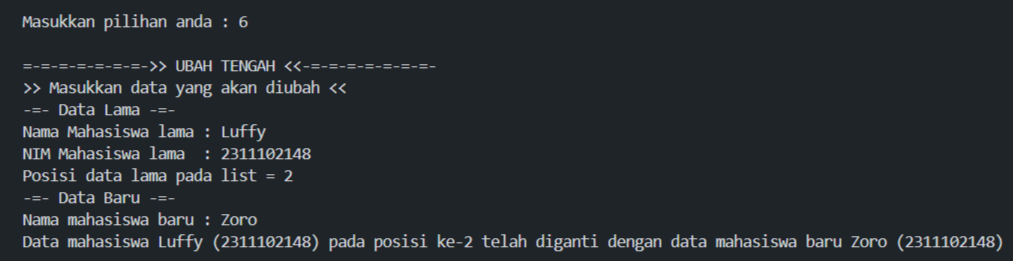 Masukkan pilihan anda : 6
=-=-=-=-=-=-=->> UBAH TENGAH <<-=-=-=-=-=-=-=-
>> Masukkan data yang akan diubah <<
-=- Data Lama -=-
Nama Mahasiswa lama : Luffy
NIM Mahasiswa lama  : 2311102148
Posisi data lama pada list = 2
-=- Data Baru -=-
Nama mahasiswa baru : Zoro
Data mahasiswa Luffy (2311102148) pada posisi ke-2 telah diganti dengan data mahasiswa baru Zoro (2311102148)